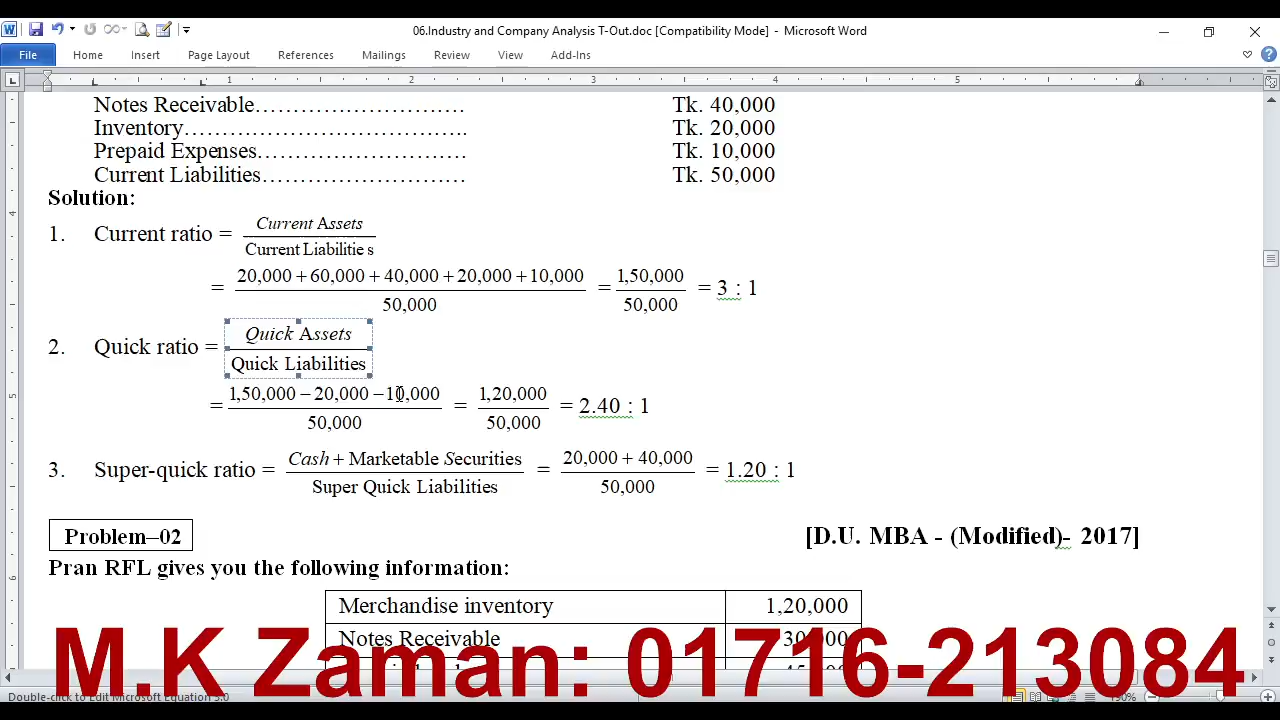 06.Industry and Company Analysis T-Out.doc [Compatibility Mode] - Microsoft Word
File Home Insert Page Layout References Mailings Review View Add-Ins
1 2 3 4 5
Notes Receivable………………………… Tk. 40,000
Inventory……………………………….. Tk. 20,000
Prepaid Expenses………………………. Tk. 10,000
Current Liabilities……………………… Tk. 50,000
Solution:
1. Current ratio = Current Assets / Current Liabilitie s
= 20,000 + 60,000 + 40,000 + 20,000 + 10,000 / 50,000 = 1,50,000 / 50,000 = 3 : 1
2. Quick ratio = Quick Assets / Quick Liabilities
= 1,50,000 − 20,000 − 10,000 / 50,000 = 1,20,000 / 50,000 = 2.40 : 1
3. Super-quick ratio = Cash + Marketable Securities / Super Quick Liabilities = 20,000 + 40,000 / 50,000 = 1.20 : 1
Problem–02 [D.U. MBA - (Modified)- 2017]
Pran RFL gives you the following information:
Merchandise inventory 1,20,000
Notes Receivable
M.K Zaman: 01716-213084
Double-click to Edit Microsoft Equation 3.0